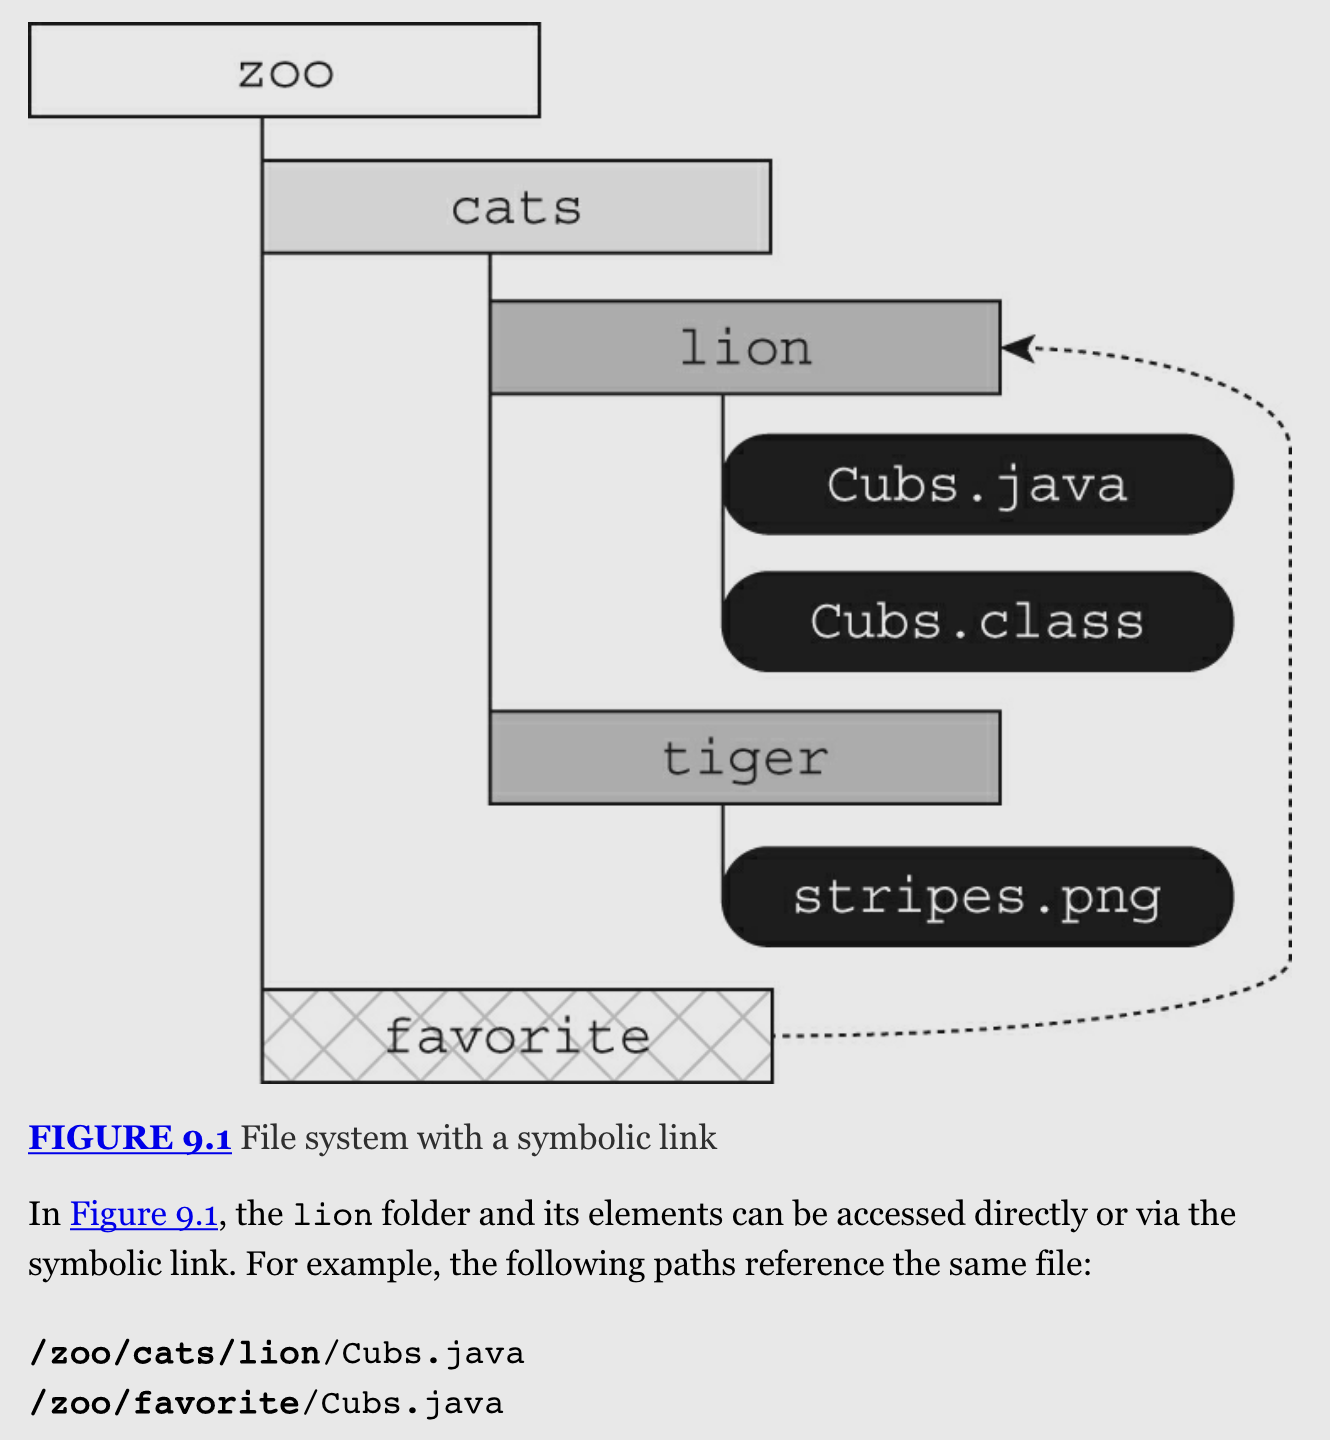 zoo
cats
lion
Cubs.java
Cubs.class
tiger
stripes.png
favorite
FIGURE 9.1 File system with a symbolic link
In Figure 9.1, the lion folder and its elements can be accessed directly or via the
symbolic link. For example, the following paths reference the same file:
/zoo/cats/lion/Cubs.java
/zoo/favorite/Cubs.java